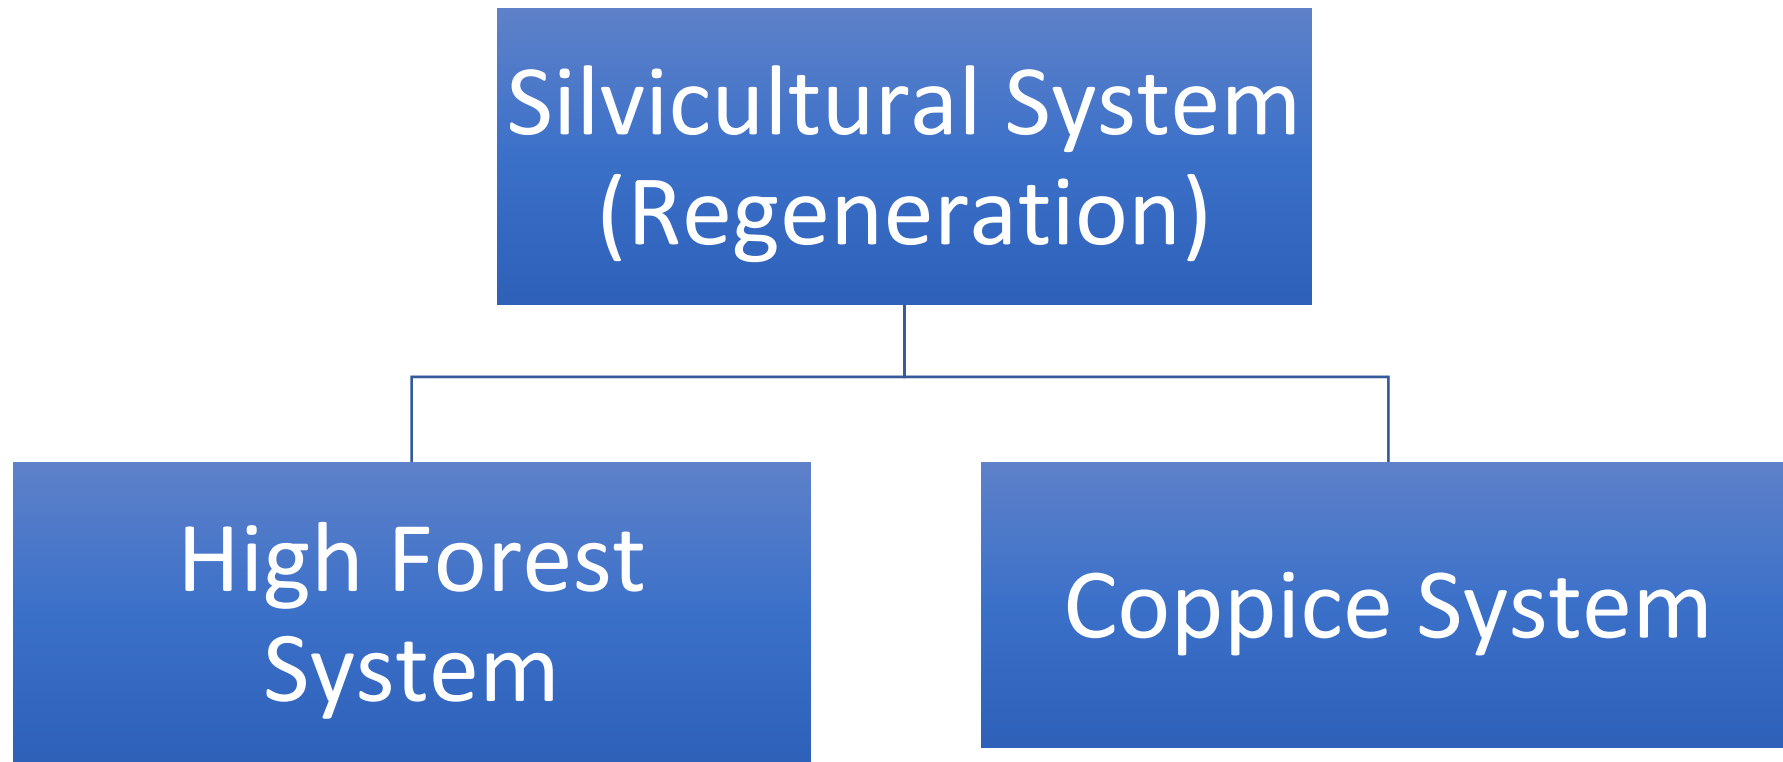 Silvicultural System
(Regeneration)
High Forest
System
Coppice System